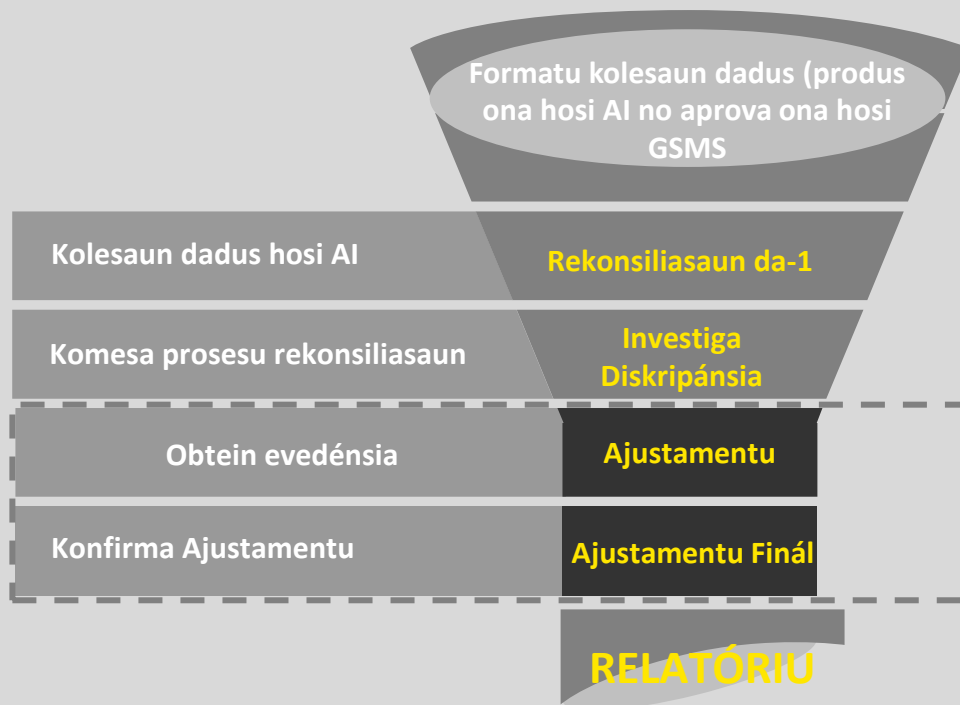 Formatu kolesaun dadus (produs
ona hosi AI no aprova ona hosi
GSMS
Kolesaun dadus hosi AI
Rekonsiliasaun da-1
Komesa prosesu rekonsiliasaun
Investiga
Diskripánsia
Obtein evedénsia
Ajustamentu
Konfirma Ajustamentu
Ajustamentu Finál
RELATÓRIU